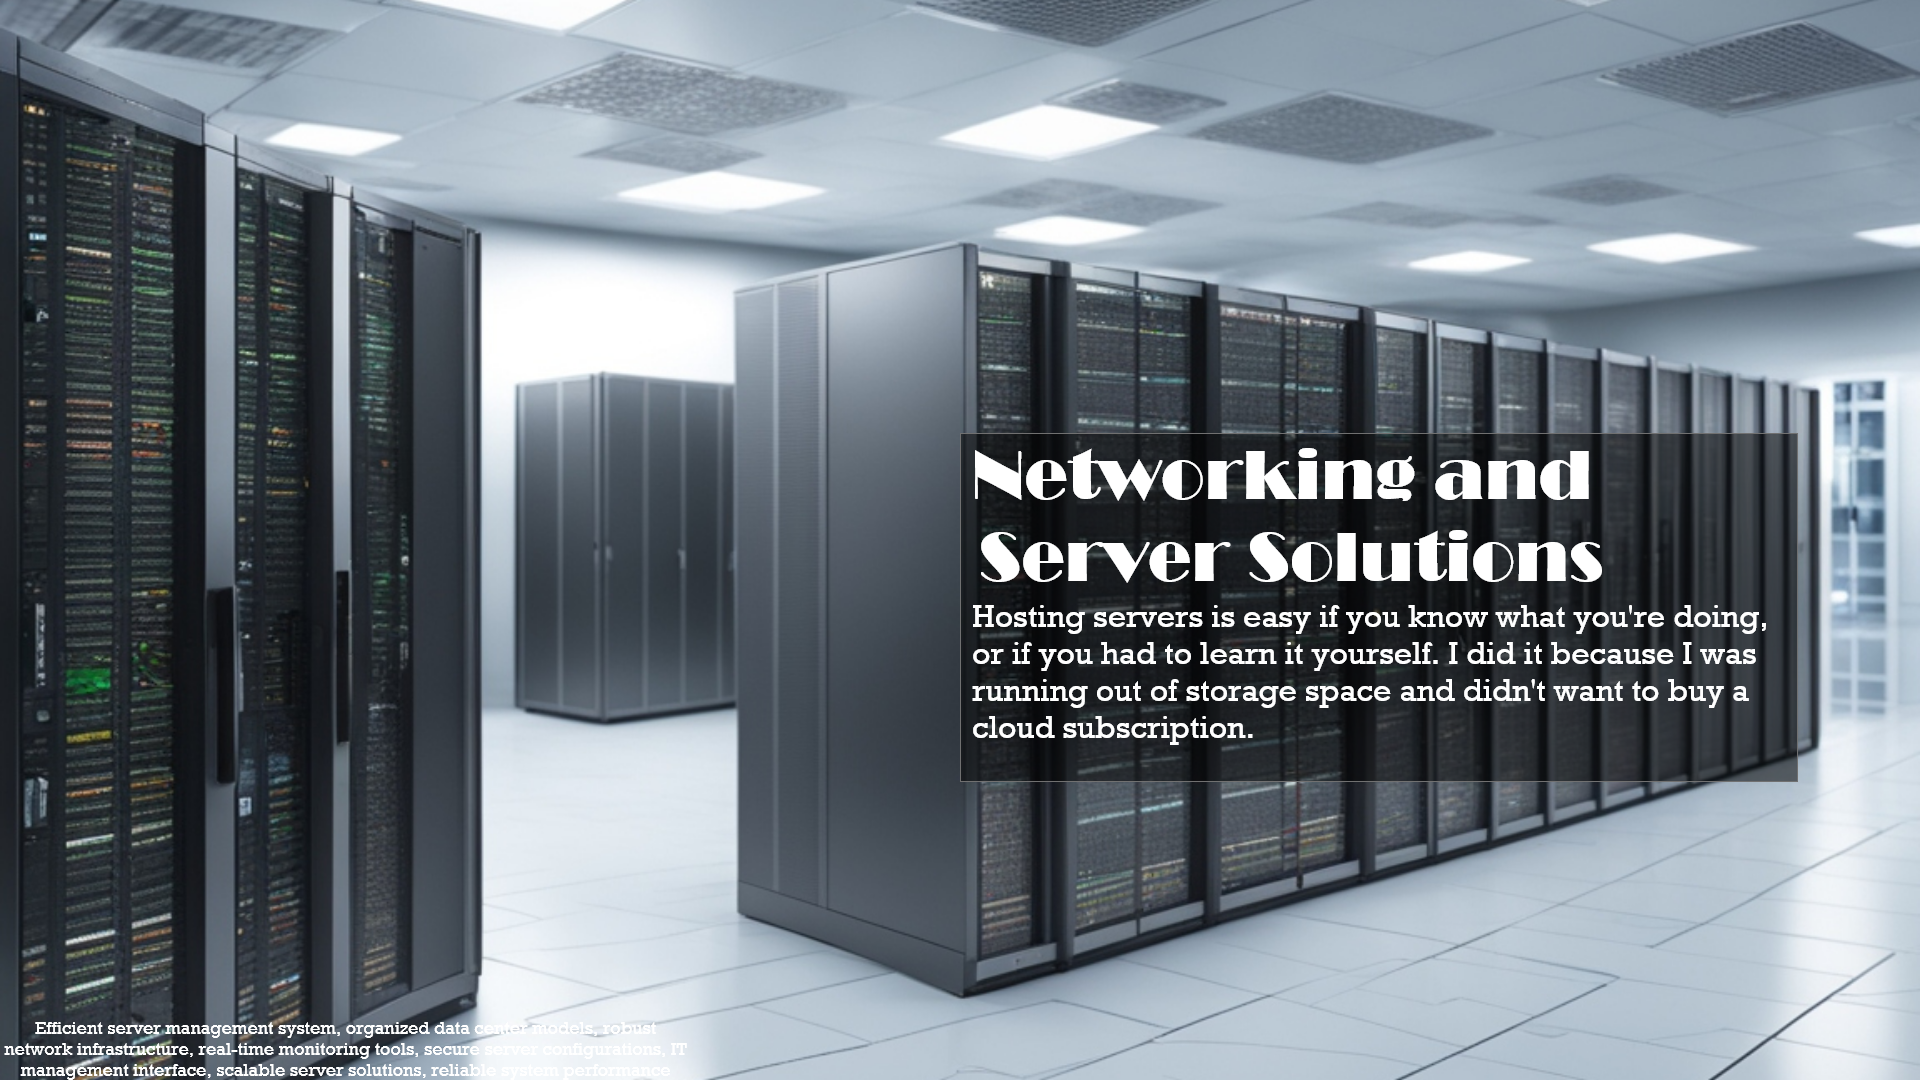 Networking and
Server Solutions
Hosting servers is easy if you know what you're doing,
or if you had to learn it yourself. I did it because I was
running out of storage space and didn't want to buy a
cloud subscription.
Efficient server management system, organized data center models, robust
network infrastructure, real-time monitoring tools, secure server configurations, IT
management interface, scalable server solutions, reliable system performance